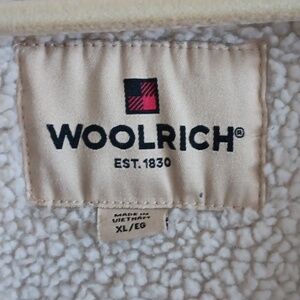 WOOLRICH®
EST. 1830
MADE IN
VIETNAM
XL/EG